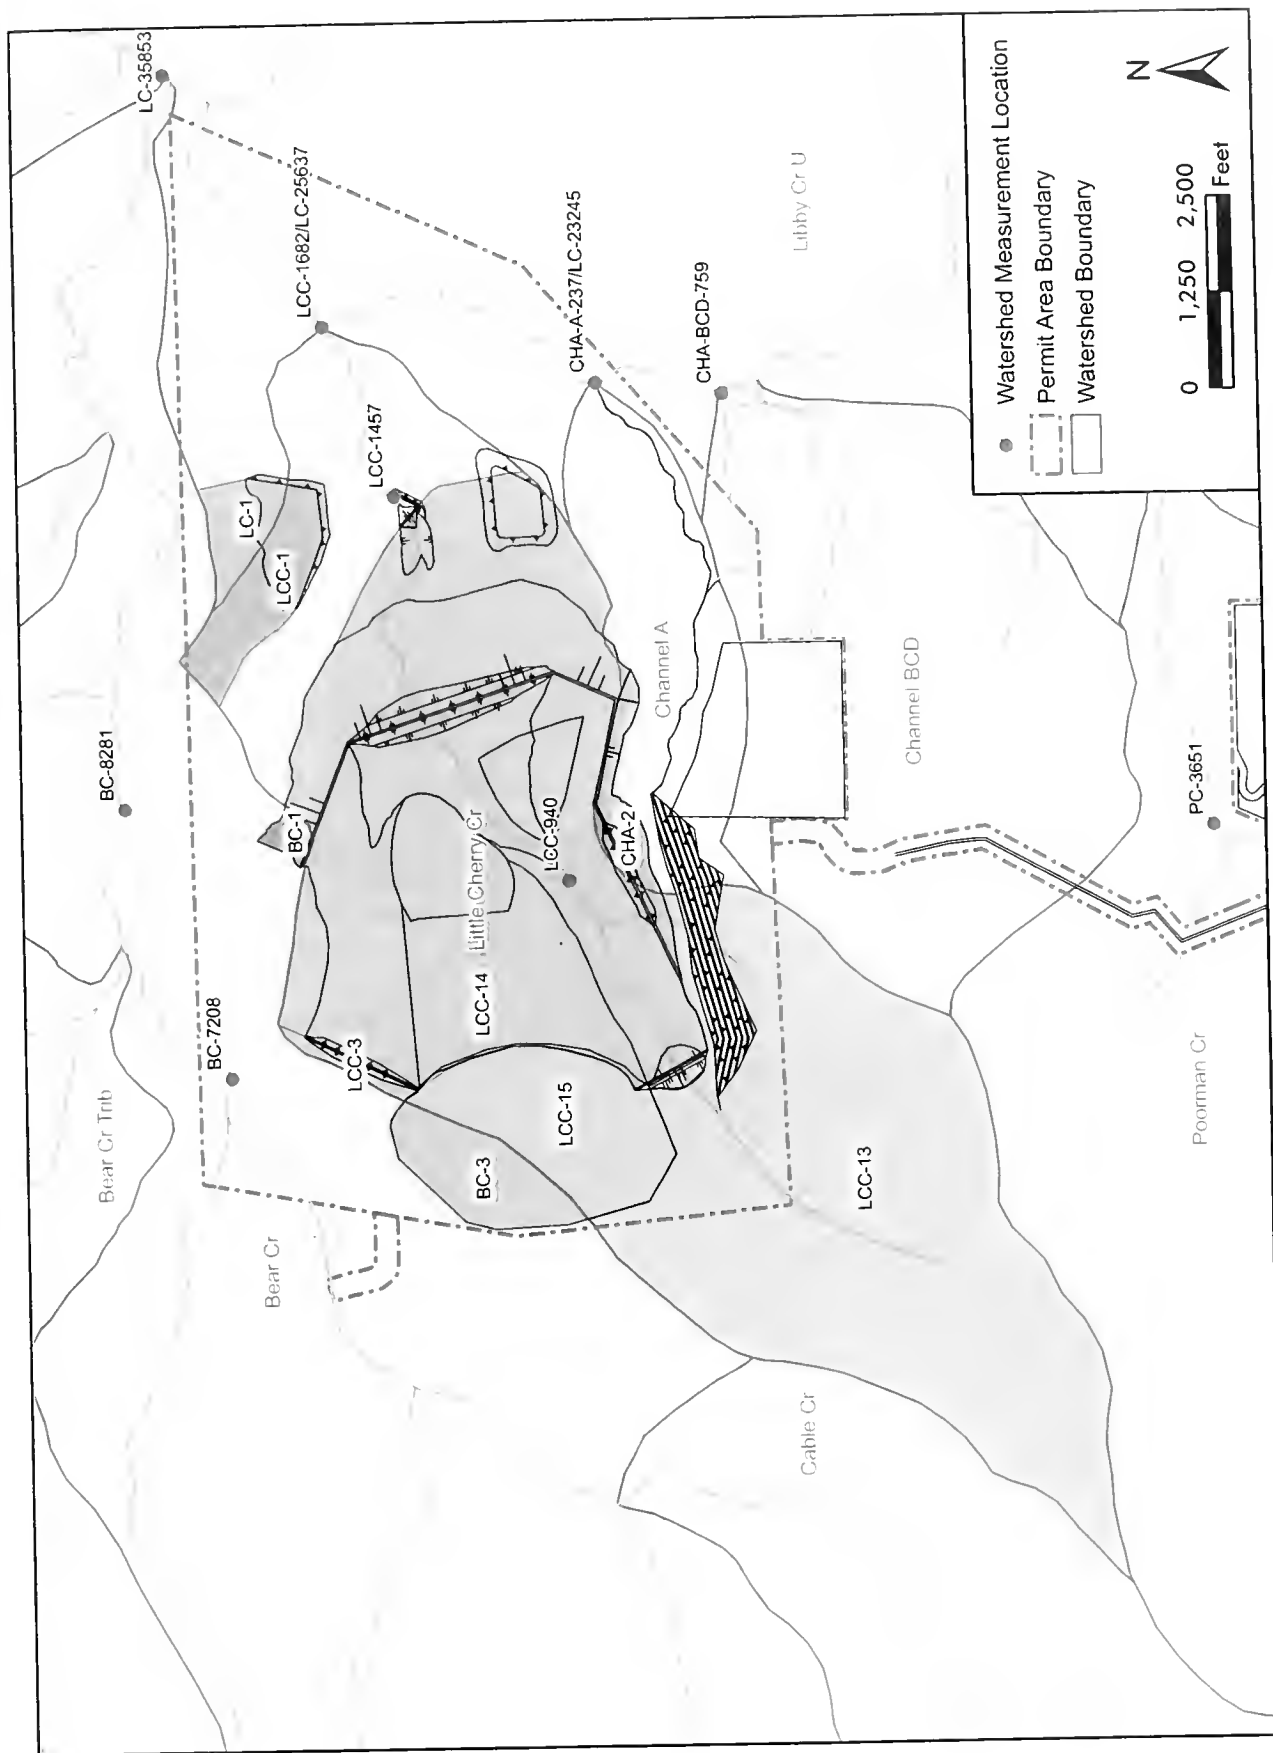 LC-35853
LCC-1682/LC-25637
CHA-A-237/LC-23245
CHA-BCD-759
Libby Cr U
LCC-1457
LC-1
LCC-1
BC-8281
BC-1
Channel A
Channel BCD
PC-3651
Little Cherry Cr
LCC-940
CHA-2
LCC-14
BC-7208
LCC-3
LCC-15
BC-3
Bear Cr Trib
Bear Cr
LCC-13
Poorman Cr
Cable Cr
Watershed Measurement Location
Permit Area Boundary
Watershed Boundary
N
0 1,250 2,500
Feet